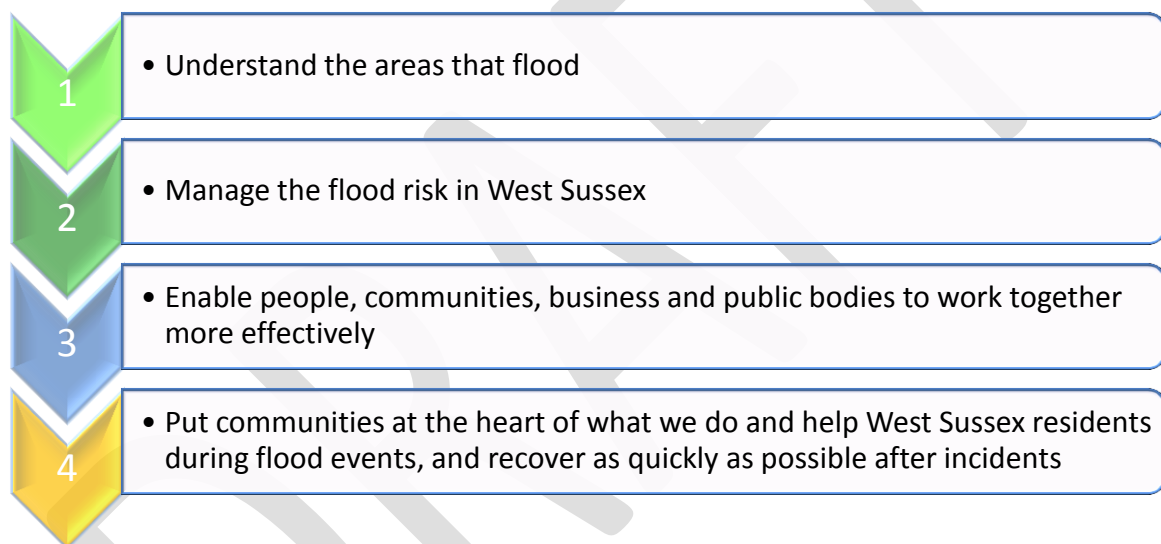 1
• Understand the areas that flood
2
• Manage the flood risk in West Sussex
3
• Enable people, communities, business and public bodies to work together
more effectively
4
• Put communities at the heart of what we do and help West Sussex residents
during flood events, and recover as quickly as possible after incidents
DRAFT